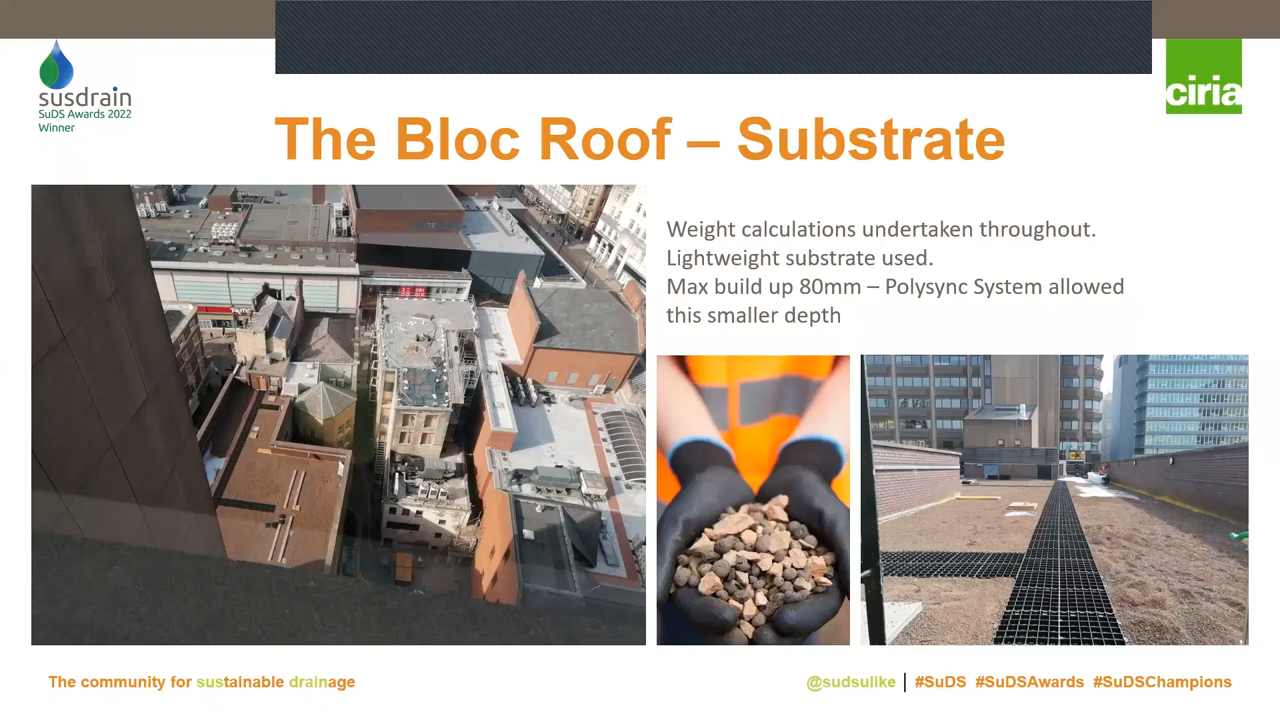 susdrain
SuDS Awards 2022
Winner
ciria
The Bloc Roof – Substrate
Weight calculations undertaken throughout.
Lightweight substrate used.
Max build up 80mm – Polysync System allowed
this smaller depth
The community for sustainable drainage
@sudsulike | #SuDS #SuDSAwards #SuDSChampions